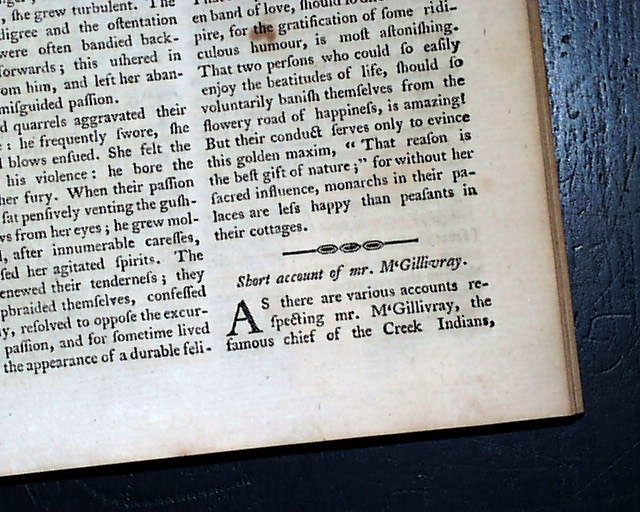 , ſhe grew turbulent. The
digree and the oſtentation
were often bandied back-
forwards; this uſhered in
om him, and left her aban-
miſguided paſſion.
d quarrels aggravated their
: he frequently ſwore, ſhe
l blows enſued. She felt the
his violence: he bore the
her fury. When their paſſion
ſat penſively venting the guſh-
ws from her eyes; he grew mol-
, after innumerable careſſes,
ſed her agitated ſpirits. The
enewed their tenderneſs; they
pbraided themſelves, confeſſed
y, reſolved to oppoſe the excur-
paſſion, and for ſometime lived
the appearance of a durable feli-
en band of love, ſhould
pire, for the gratification of ſome ridi-
culous humour, is moſt aſtoniſhing.
That two perſons who could ſo eaſily
enjoy the beatitudes of life, ſhould ſo
voluntarily baniſh themſelves from the
flowery road of happineſs, is amazing!
But their conduct ſerves only to evince
this golden maxim, “ That reaſon is
the beſt gift of nature;” for without her
ſacred influence, monarchs in their pa-
laces are leſs happy than peaſants in
their cottages.
Short account of mr. M‘Gillivray.
AS there are various accounts re-
ſpecting mr. M‘Gillivray, the
famous chief of the Creek Indians,